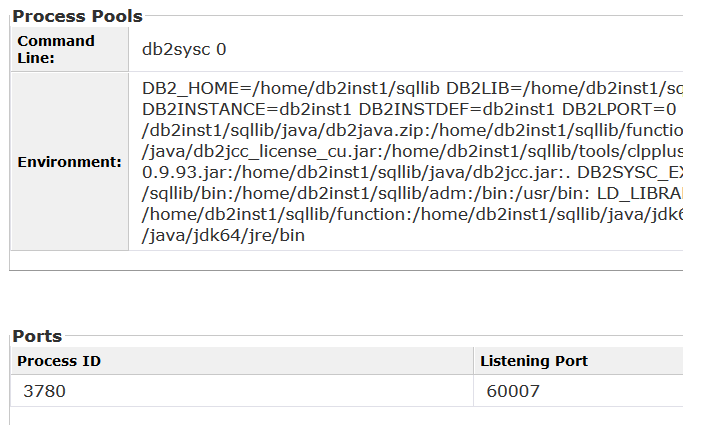 Process Pools
Command Line:
db2sysc 0
Environment:
DB2_HOME=/home/db2inst1/sqllib DB2LIB=/home/db2inst1/sq
DB2INSTANCE=db2inst1 DB2INSTDEF=db2inst1 DB2LPORT=0
/db2inst1/sqllib/java/db2java.zip:/home/db2inst1/sqllib/functio
/java/db2jcc_license_cu.jar:/home/db2inst1/sqllib/tools/clpplus
0.9.93.jar:/home/db2inst1/sqllib/java/db2jcc.jar:. DB2SYSC_EX
/sqllib/bin:/home/db2inst1/sqllib/adm:/bin:/usr/bin: LD_LIBRA
/home/db2inst1/sqllib/function:/home/db2inst1/sqllib/java/jdk6
/java/jdk64/jre/bin
Ports
Process ID Listening Port
3780 60007